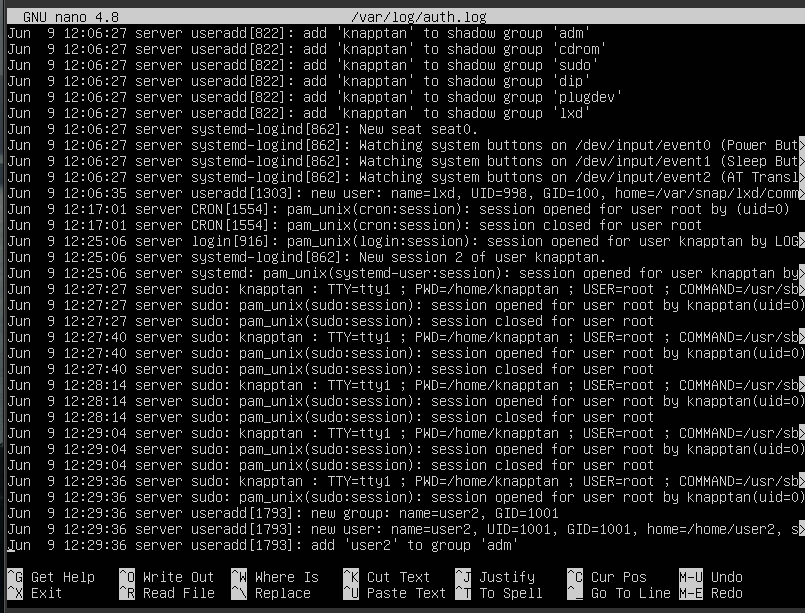 GNU nano 4.8 /var/log/auth.log
Jun  9 12:06:27 server useradd[822]: add 'knapptan' to shadow group 'adm'
Jun  9 12:06:27 server useradd[822]: add 'knapptan' to shadow group 'cdrom'
Jun  9 12:06:27 server useradd[822]: add 'knapptan' to shadow group 'sudo'
Jun  9 12:06:27 server useradd[822]: add 'knapptan' to shadow group 'dip'
Jun  9 12:06:27 server useradd[822]: add 'knapptan' to shadow group 'plugdev'
Jun  9 12:06:27 server useradd[822]: add 'knapptan' to shadow group 'lxd'
Jun  9 12:06:27 server systemd-logind[862]: New seat seat0.
Jun  9 12:06:27 server systemd-logind[862]: Watching system buttons on /dev/input/event0 (Power But>
Jun  9 12:06:27 server systemd-logind[862]: Watching system buttons on /dev/input/event1 (Sleep But>
Jun  9 12:06:27 server systemd-logind[862]: Watching system buttons on /dev/input/event2 (AT Transl>
Jun  9 12:06:35 server useradd[1303]: new user: name=lxd, UID=998, GID=100, home=/var/snap/lxd/comm>
Jun  9 12:17:01 server CRON[1554]: pam_unix(cron:session): session opened for user root by (uid=0)
Jun  9 12:17:01 server CRON[1554]: pam_unix(cron:session): session closed for user root
Jun  9 12:25:06 server login[916]: pam_unix(login:session): session opened for user knapptan by LOG>
Jun  9 12:25:06 server systemd-logind[862]: New session 2 of user knapptan.
Jun  9 12:25:06 server systemd: pam_unix(systemd-user:session): session opened for user knapptan by>
Jun  9 12:27:27 server sudo: knapptan : TTY=tty1 ; PWD=/home/knapptan ; USER=root ; COMMAND=/usr/sb>
Jun  9 12:27:27 server sudo: pam_unix(sudo:session): session opened for user root by knapptan(uid=0)
Jun  9 12:27:27 server sudo: pam_unix(sudo:session): session closed for user root
Jun  9 12:27:40 server sudo: knapptan : TTY=tty1 ; PWD=/home/knapptan ; USER=root ; COMMAND=/usr/sb>
Jun  9 12:27:40 server sudo: pam_unix(sudo:session): session opened for user root by knapptan(uid=0)
Jun  9 12:27:40 server sudo: pam_unix(sudo:session): session closed for user root
Jun  9 12:28:14 server sudo: knapptan : TTY=tty1 ; PWD=/home/knapptan ; USER=root ; COMMAND=/usr/sb>
Jun  9 12:28:14 server sudo: pam_unix(sudo:session): session opened for user root by knapptan(uid=0)
Jun  9 12:28:14 server sudo: pam_unix(sudo:session): session closed for user root
Jun  9 12:29:04 server sudo: knapptan : TTY=tty1 ; PWD=/home/knapptan ; USER=root ; COMMAND=/usr/sb>
Jun  9 12:29:04 server sudo: pam_unix(sudo:session): session opened for user root by knapptan(uid=0)
Jun  9 12:29:04 server sudo: pam_unix(sudo:session): session closed for user root
Jun  9 12:29:36 server sudo: knapptan : TTY=tty1 ; PWD=/home/knapptan ; USER=root ; COMMAND=/usr/sb>
Jun  9 12:29:36 server sudo: pam_unix(sudo:session): session opened for user root by knapptan(uid=0)
Jun  9 12:29:36 server useradd[1793]: new group: name=user2, GID=1001
Jun  9 12:29:36 server useradd[1793]: new user: name=user2, UID=1001, GID=1001, home=/home/user2, s>
Jun  9 12:29:36 server useradd[1793]: add 'user2' to group 'adm'
^G Get Help ^O Write Out ^W Where Is ^K Cut Text ^J Justify ^C Cur Pos M-U Undo
^X Exit ^R Read File ^\ Replace ^U Paste Text ^T To Spell ^_ Go To Line M-E Redo